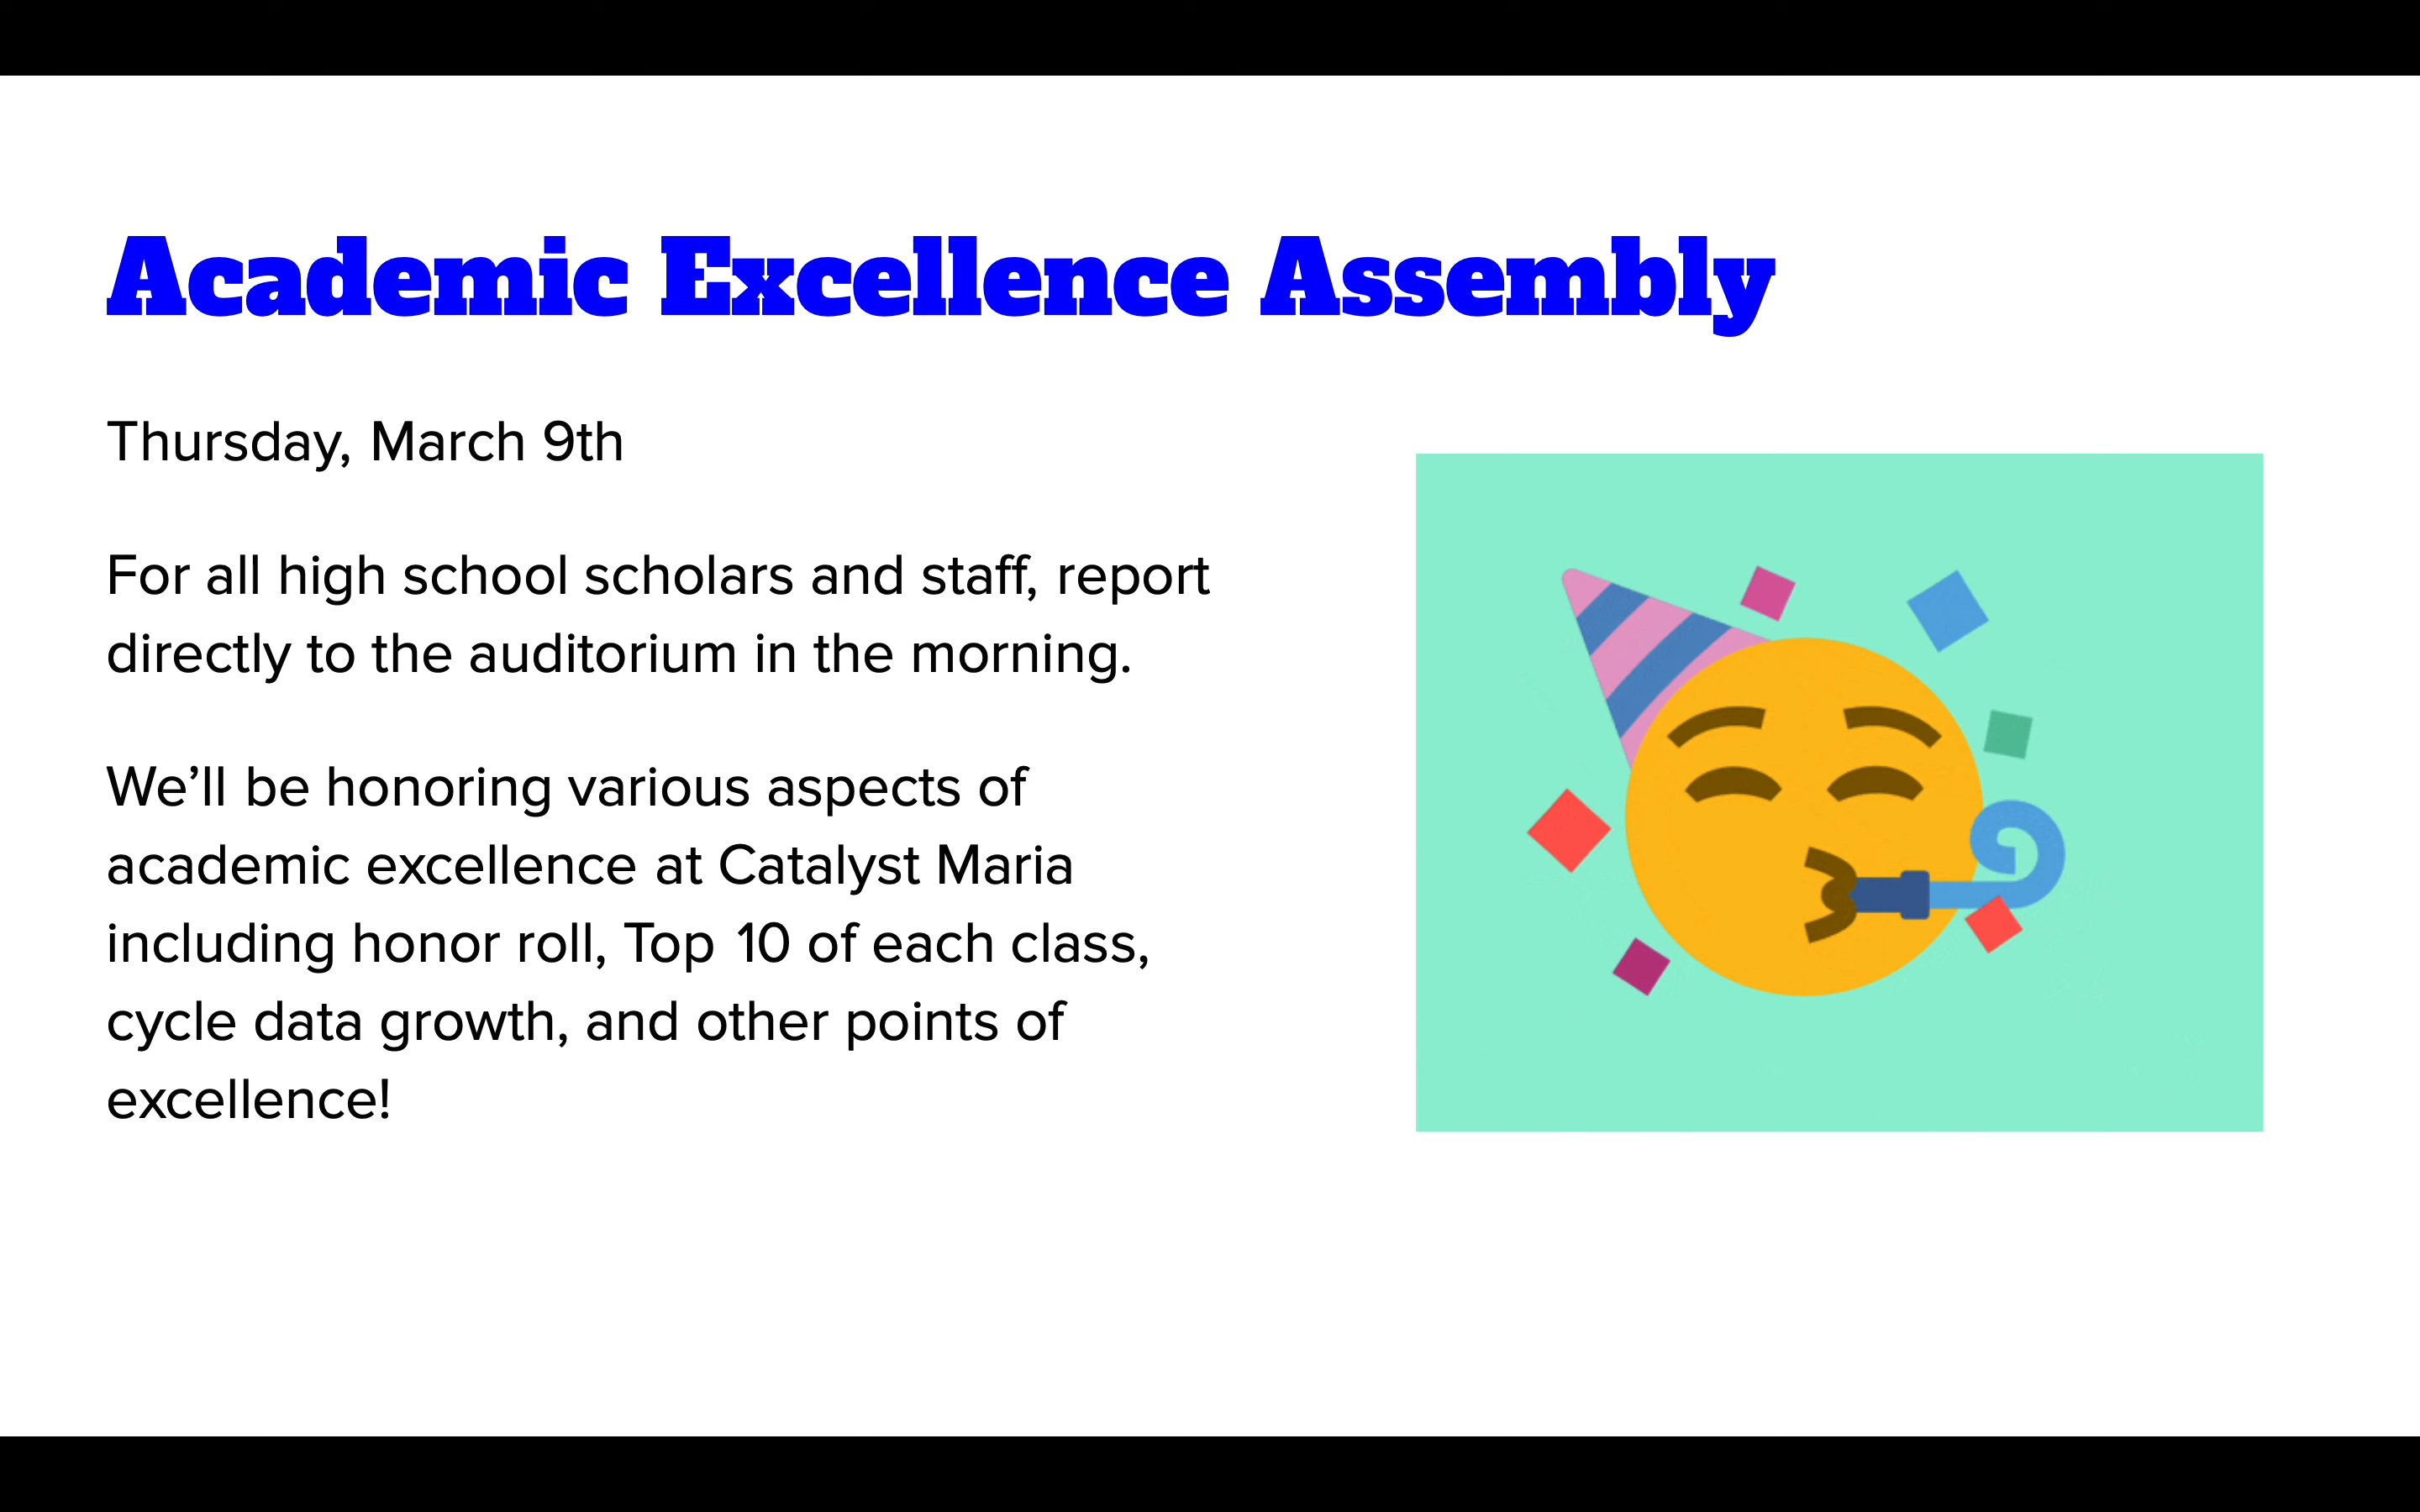 Academic Excellence Assembly
Thursday, March 9th
For all high school scholars and staff, report
directly to the auditorium in the morning.
We’ll be honoring various aspects of
academic excellence at Catalyst Maria
including honor roll, Top 10 of each class,
cycle data growth, and other points of
excellence!